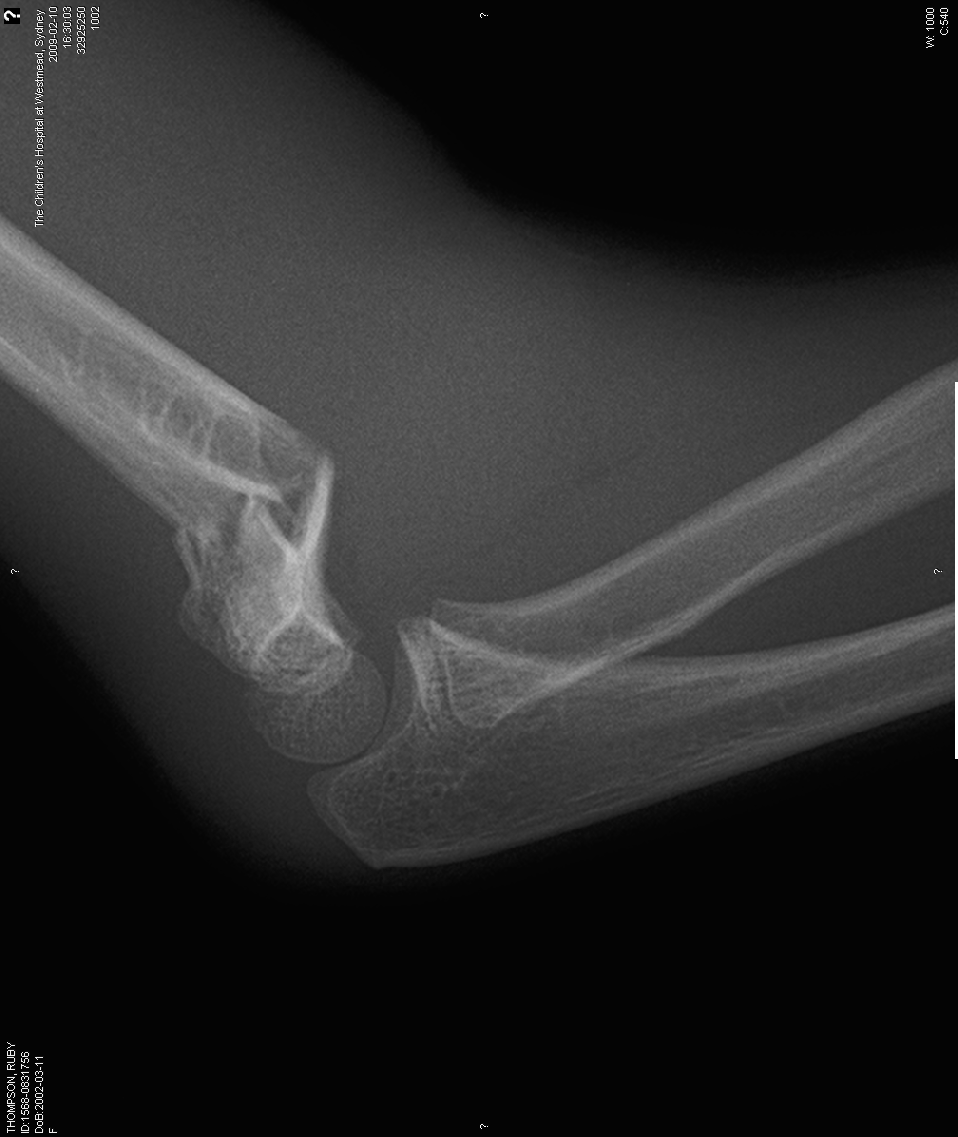 ?
The Children's Hospital at Westmead, Sydney
2009-02-10
16:30:03
32925250
1002
?
W: 1000
C:540
?
?
THOMPSON, RUBY
ID:1568-0831756
DoB:2002-03-11
F
?